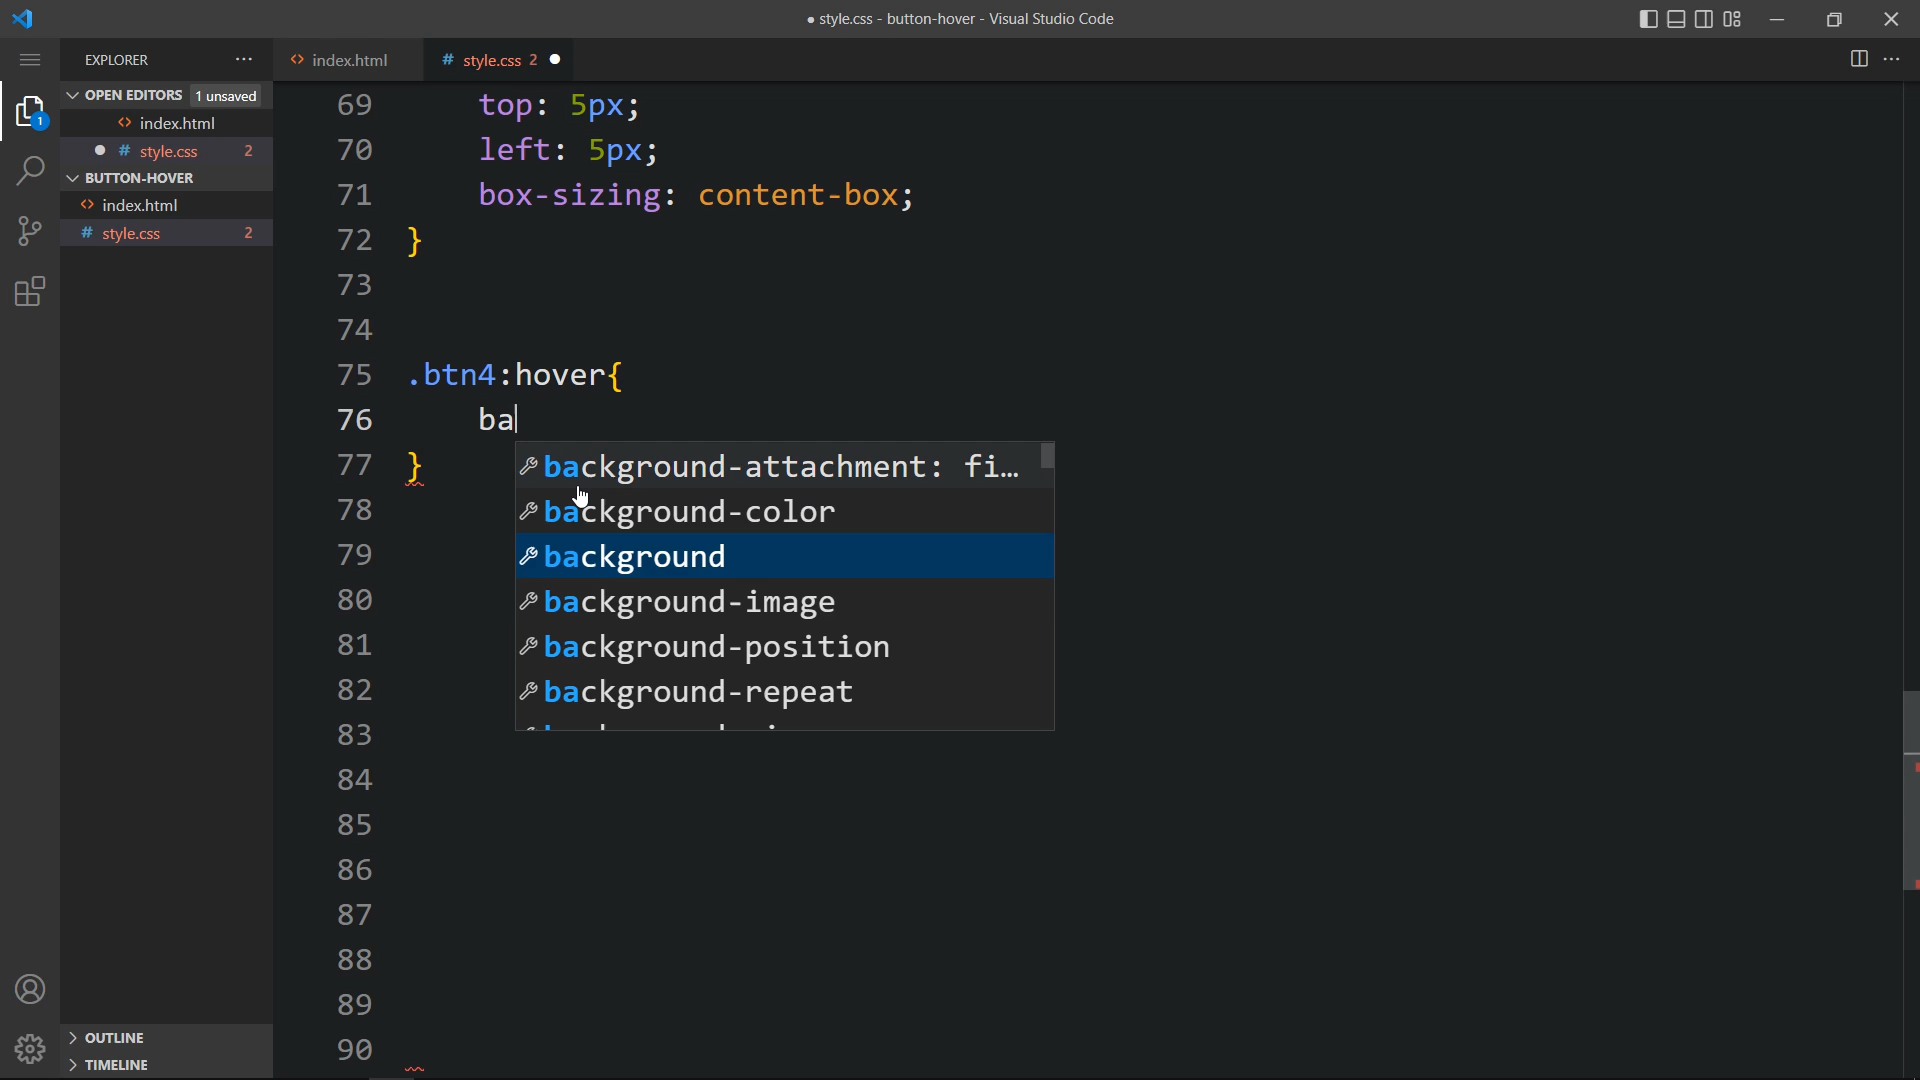 ● style.css - button-hover - Visual Studio Code
EXPLORER
index.html
style.css 2
OPEN EDITORS 1 unsaved
index.html
style.css 2
BUTTON-HOVER
index.html
style.css 2
OUTLINE
TIMELINE
1
69 top: 5px;
70 left: 5px;
71 box-sizing: content-box;
72 }
73
74
75 .btn4:hover{
76 ba
77 }
78
79
80
81
82
83
84
85
86
87
88
89
90
background-attachment: fi…
background-color
background
background-image
background-position
background-repeat